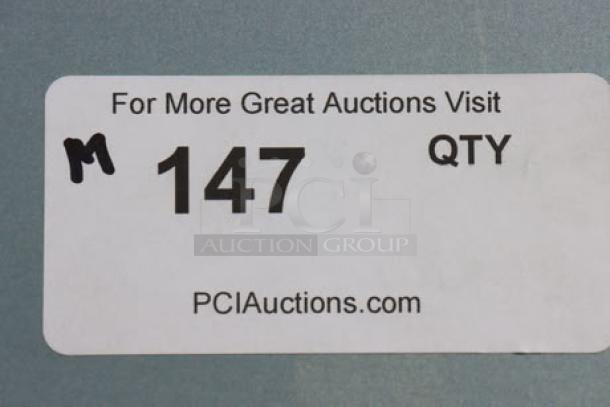 For More Great Auctions Visit
M 147 QTY
PCI
AUCTION GROUP
PCIAuctions.com